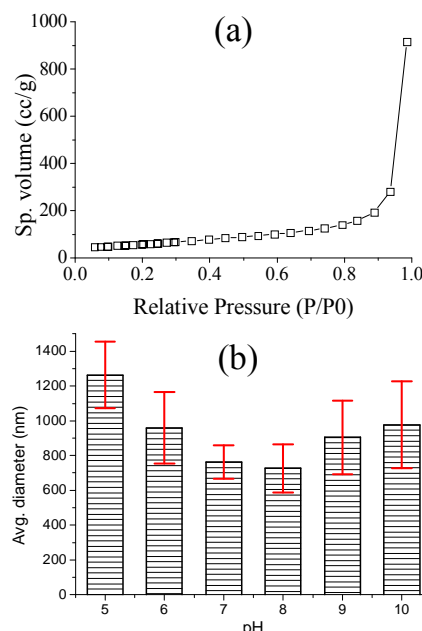 (a)
Sp. volume (cc/g)
1000
800
600
400
200
0
0.0 0.2 0.4 0.6 0.8 1.0
Relative Pressure (P/P0)
(b)
Avg. diameter (nm)
1400
1200
1000
800
600
400
200
0
5 6 7 8 9 10
pH